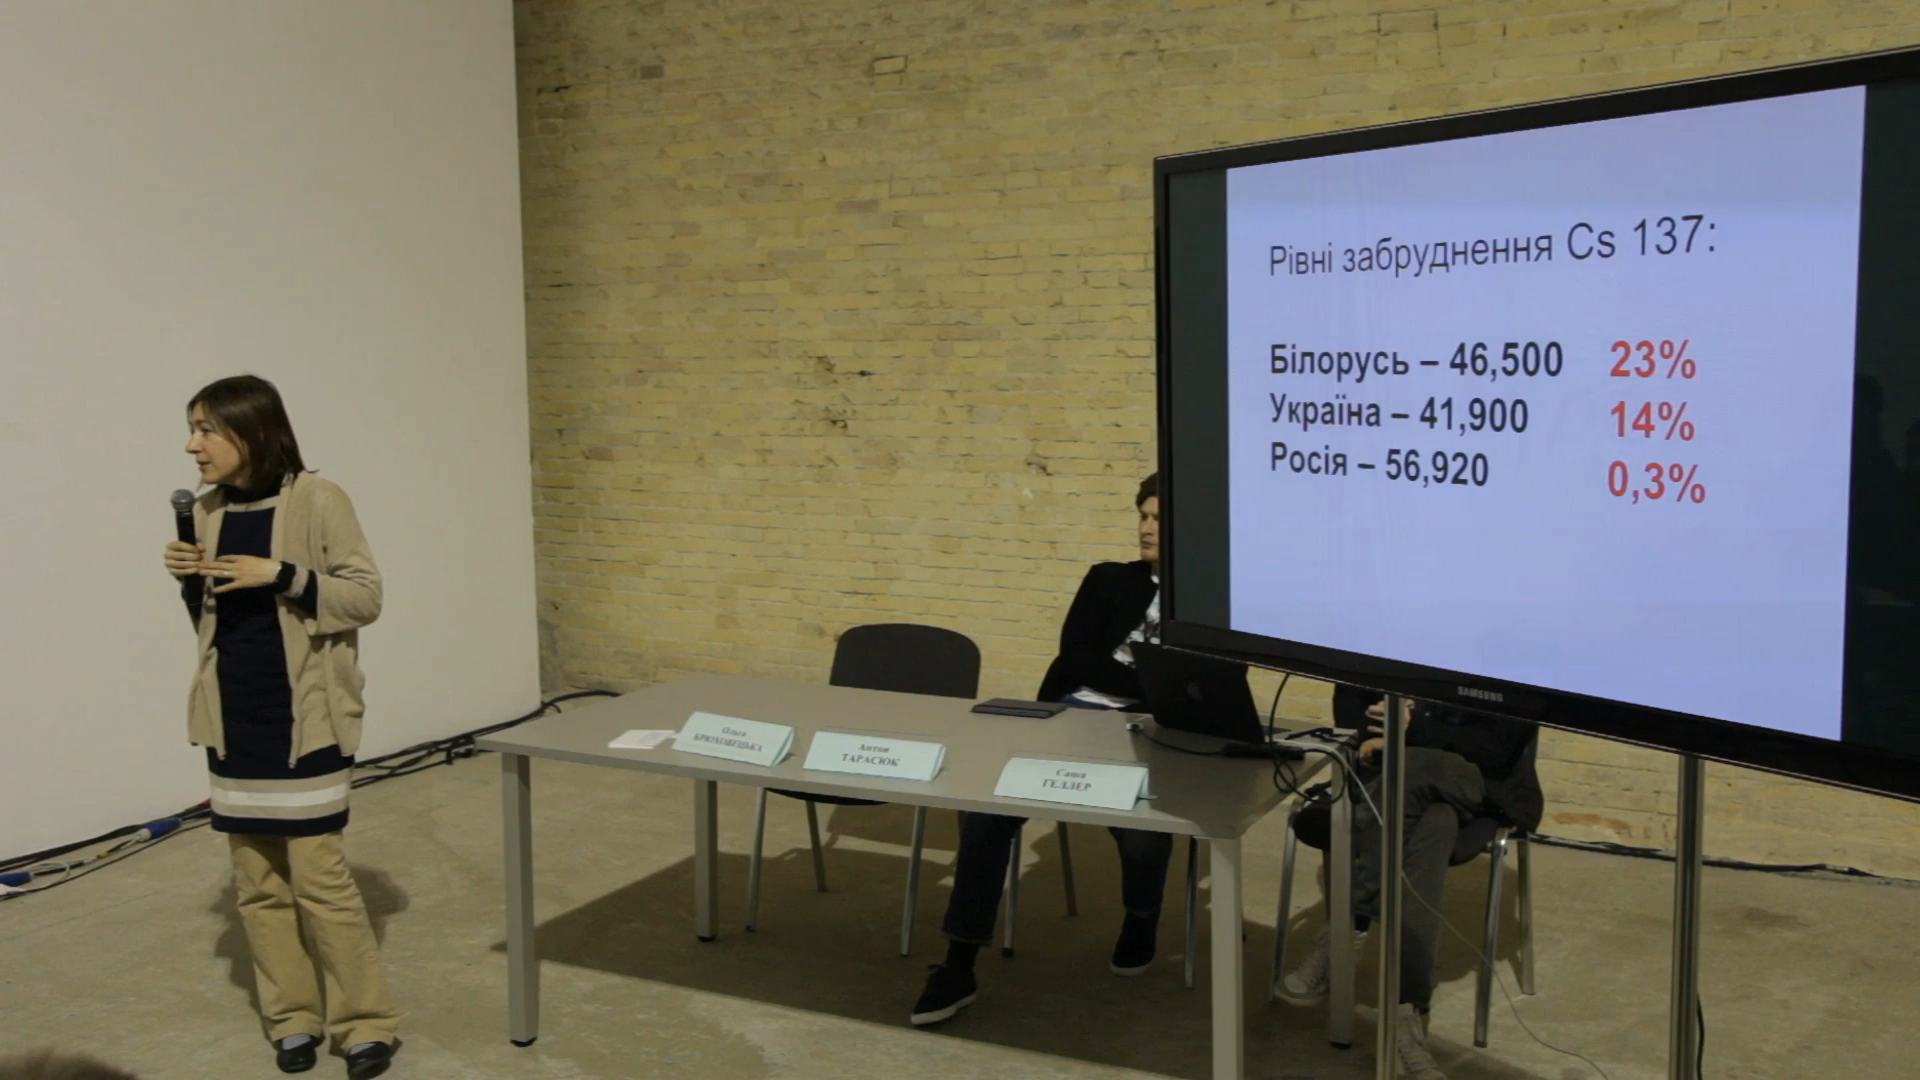 Рівні забруднення Cs 137:
Білорусь – 46,500 23%
Україна – 41,900 14%
Росія – 56,920 0,3%
SAMSUNG
Ольга
БРЮХОВЕЦЬКА
Антон
ТАРАСЮК
Саша
ГЕЛЛЕР